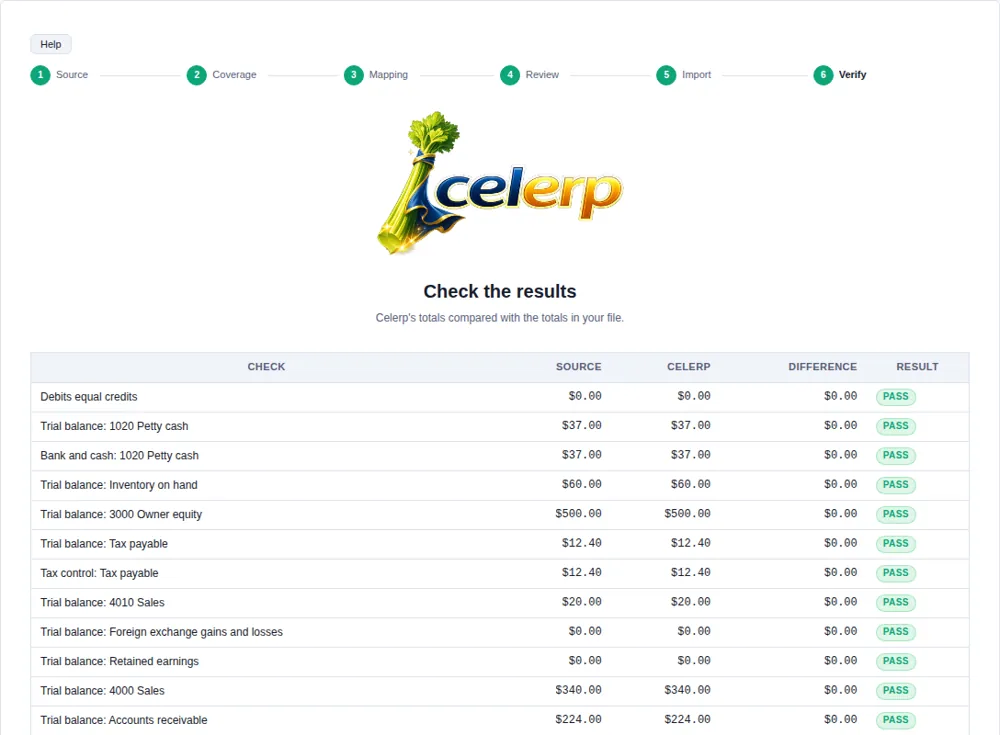 Help
1 Source 2 Coverage 3 Mapping 4 Review 5 Import 6 Verify
celerp
Check the results
Celerp's totals compared with the totals in your file.
CHECK SOURCE CELERP DIFFERENCE RESULT
Debits equal credits $0.00 $0.00 $0.00 PASS
Trial balance: 1020 Petty cash $37.00 $37.00 $0.00 PASS
Bank and cash: 1020 Petty cash $37.00 $37.00 $0.00 PASS
Trial balance: Inventory on hand $60.00 $60.00 $0.00 PASS
Trial balance: 3000 Owner equity $500.00 $500.00 $0.00 PASS
Trial balance: Tax payable $12.40 $12.40 $0.00 PASS
Tax control: Tax payable $12.40 $12.40 $0.00 PASS
Trial balance: 4010 Sales $20.00 $20.00 $0.00 PASS
Trial balance: Foreign exchange gains and losses $0.00 $0.00 $0.00 PASS
Trial balance: Retained earnings $0.00 $0.00 $0.00 PASS
Trial balance: 4000 Sales $340.00 $340.00 $0.00 PASS
Trial balance: Accounts receivable $224.00 $224.00 $0.00 PASS